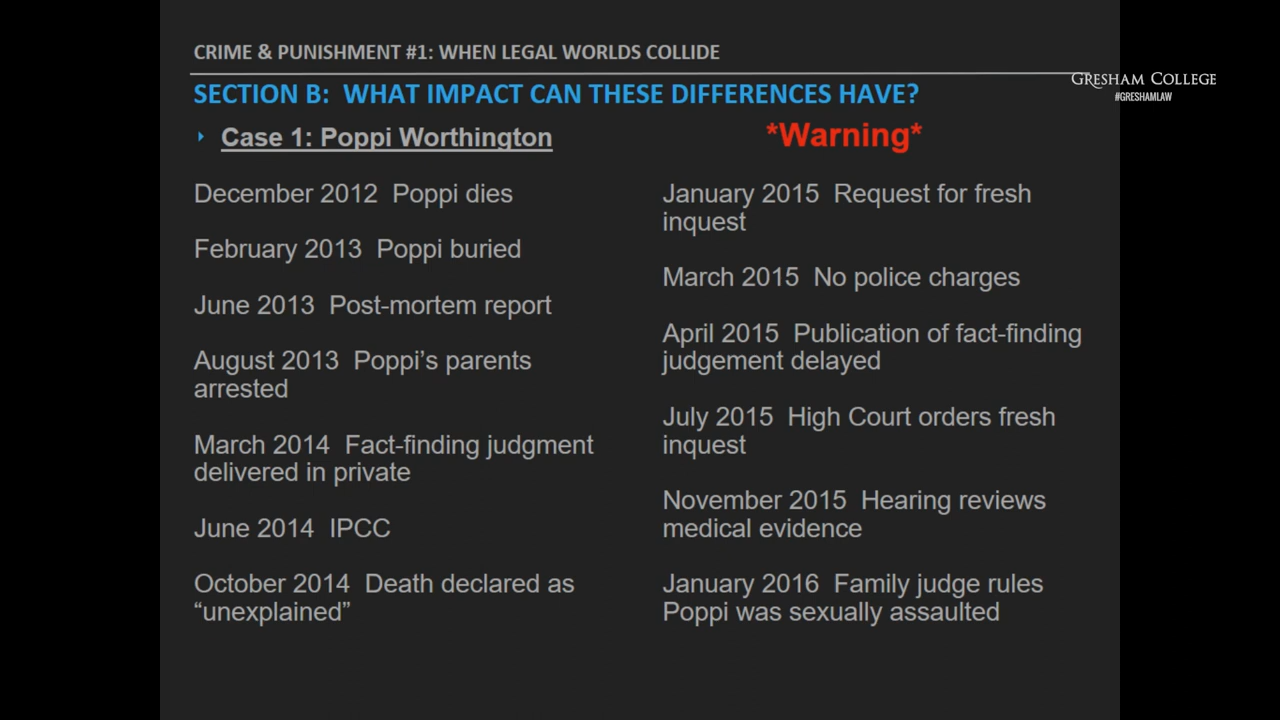 CRIME & PUNISHMENT #1: WHEN LEGAL WORLDS COLLIDE
GRESHAM COLLEGE
#GRESHAMLAW
SECTION B: WHAT IMPACT CAN THESE DIFFERENCES HAVE?
Case 1: Poppi Worthington
*Warning*
December 2012 Poppi dies
February 2013 Poppi buried
June 2013 Post-mortem report
August 2013 Poppi’s parents
arrested
March 2014 Fact-finding judgment
delivered in private
June 2014 IPCC
October 2014 Death declared as
“unexplained”
January 2015 Request for fresh
inquest
March 2015 No police charges
April 2015 Publication of fact-finding
judgement delayed
July 2015 High Court orders fresh
inquest
November 2015 Hearing reviews
medical evidence
January 2016 Family judge rules
Poppi was sexually assaulted